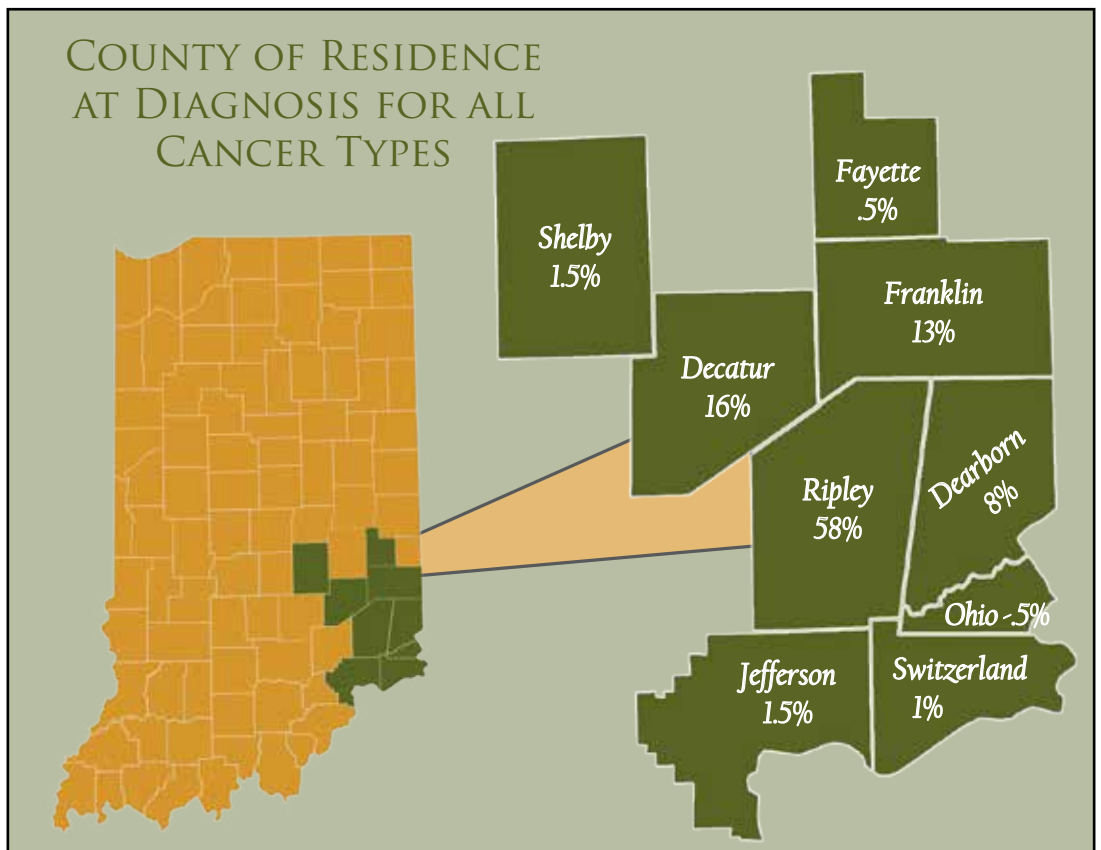 COUNTY OF RESIDENCE
AT DIAGNOSIS FOR ALL
CANCER TYPES
Fayette
.5%
Shelby
1.5%
Franklin
13%
Decatur
16%
Dearborn
8%
Ripley
58%
Ohio -.5%
Jefferson
1.5%
Switzerland
1%